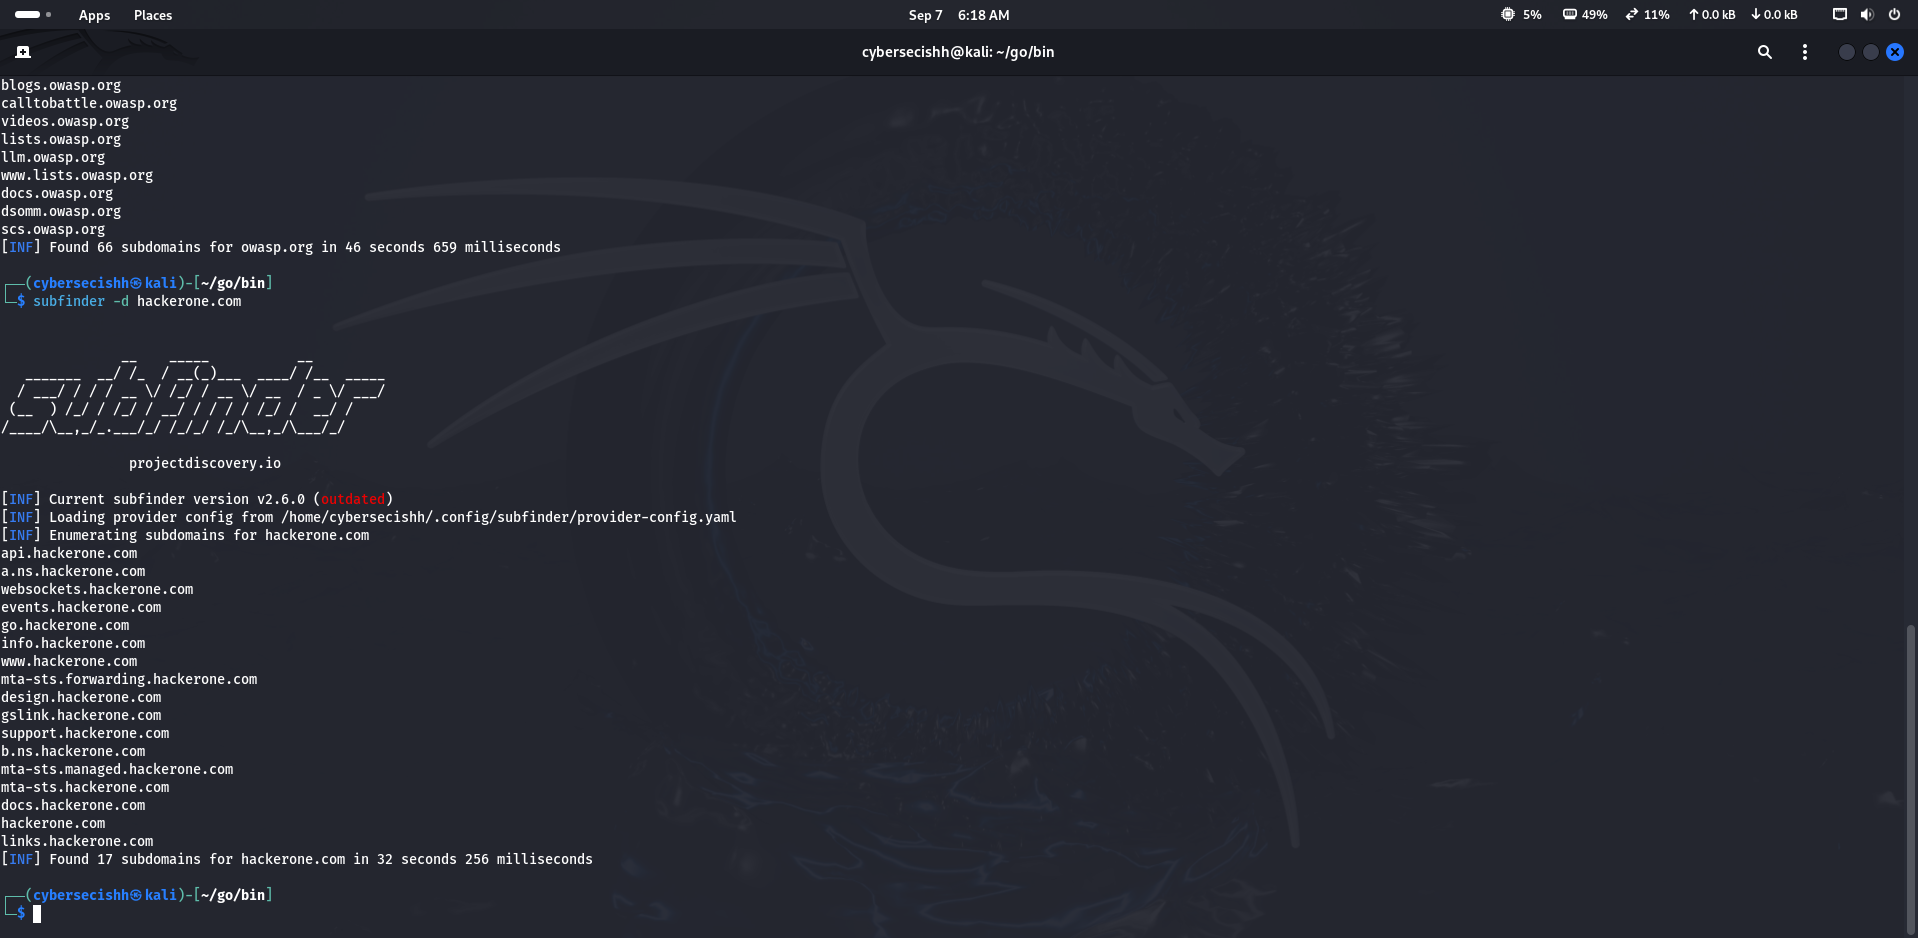 Apps Places Sep 7 6:18 AM 5% 49% 11% 0.0 kB 0.0 kB
cybersecishh@kali: ~/go/bin
blogs.owasp.org
calltobattle.owasp.org
videos.owasp.org
lists.owasp.org
llm.owasp.org
www.lists.owasp.org
docs.owasp.org
dsomm.owasp.org
scs.owasp.org
[INF] Found 66 subdomains for owasp.org in 46 seconds 659 milliseconds
┌──(cybersecishh㉿kali)-[~/go/bin]
└─$ subfinder -d hackerone.com
               __    _____           __
   _______  __/ /_  / __(_)___  ____/ /__  _____
  / ___/ / / / __ \/ /_/ / __ \/ __  / _ \/ ___/
 (__  ) /_/ / /_/ / __/ / / / / /_/ /  __/ /
/____/\__,_/_.___/_/ /_/_/ /_/\__,_/\___/_/
projectdiscovery.io
[INF] Current subfinder version v2.6.0 (outdated)
[INF] Loading provider config from /home/cybersecishh/.config/subfinder/provider-config.yaml
[INF] Enumerating subdomains for hackerone.com
api.hackerone.com
a.ns.hackerone.com
websockets.hackerone.com
events.hackerone.com
go.hackerone.com
info.hackerone.com
www.hackerone.com
mta-sts.forwarding.hackerone.com
design.hackerone.com
gslink.hackerone.com
support.hackerone.com
b.ns.hackerone.com
mta-sts.managed.hackerone.com
mta-sts.hackerone.com
docs.hackerone.com
hackerone.com
links.hackerone.com
[INF] Found 17 subdomains for hackerone.com in 32 seconds 256 milliseconds
┌──(cybersecishh㉿kali)-[~/go/bin]
└─$